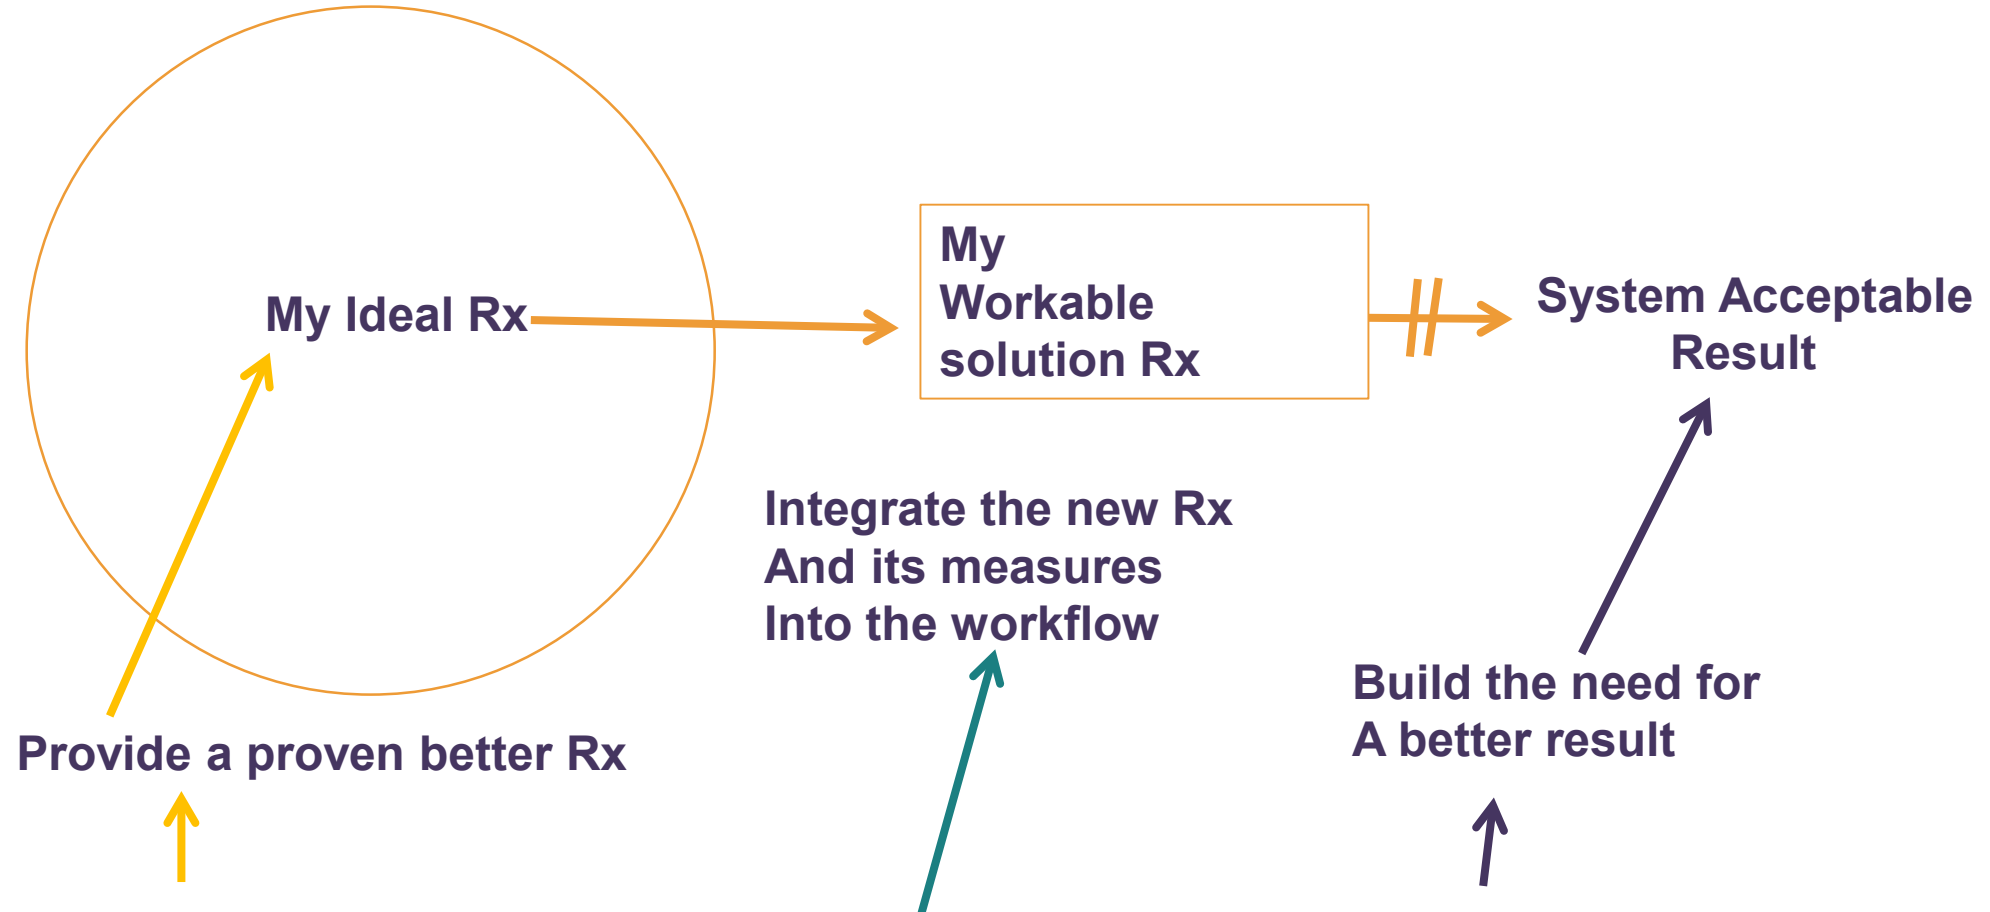 My Ideal Rx
My
Workable
solution Rx
System Acceptable
Result
Integrate the new Rx
And its measures
Into the workflow
Build the need for
A better result
Provide a proven better Rx